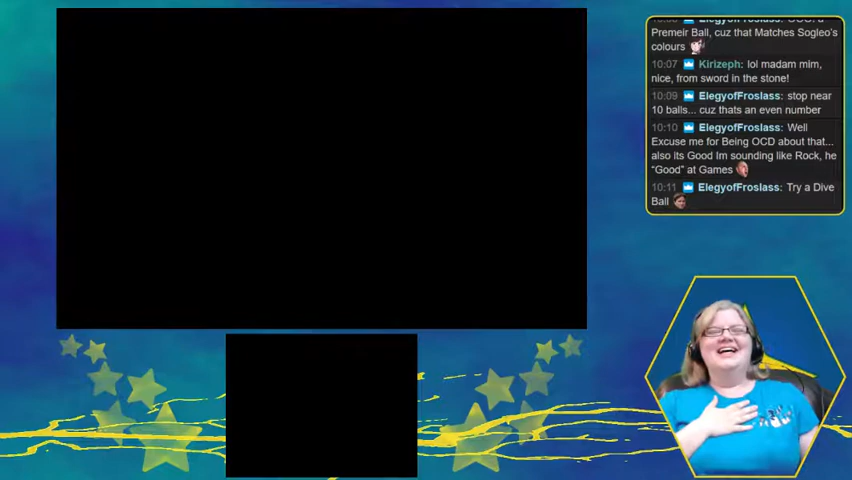 Premeir Ball, cuz that Matches Sogleo's
colours
10:07 Kirizeph: lol madam mim,
nice, from sword in the stone!
10:09 ElegyofFroslass: stop near
10 balls... cuz thats an even number
10:10 ElegyofFroslass: Well
Excuse me for Being OCD about that...
also its Good Im sounding like Rock, he
“Good” at Games
10:11 ElegyofFroslass: Try a Dive
Ball